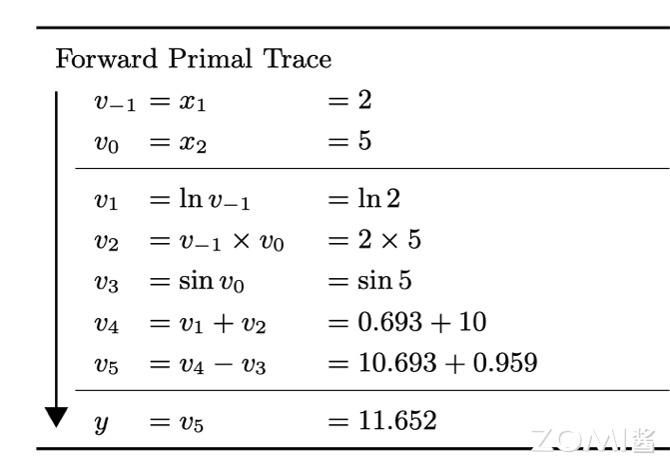 Forward Primal Trace
v₋₁ = x₁ = 2
v₀ = x₂ = 5
v₁ = ln v₋₁ = ln 2
v₂ = v₋₁ × v₀ = 2 × 5
v₃ = sin v₀ = sin 5
v₄ = v₁ + v₂ = 0.693 + 10
v₅ = v₄ − v₃ = 10.693 + 0.959
y = v₅ = 11.652
ZOMI酱